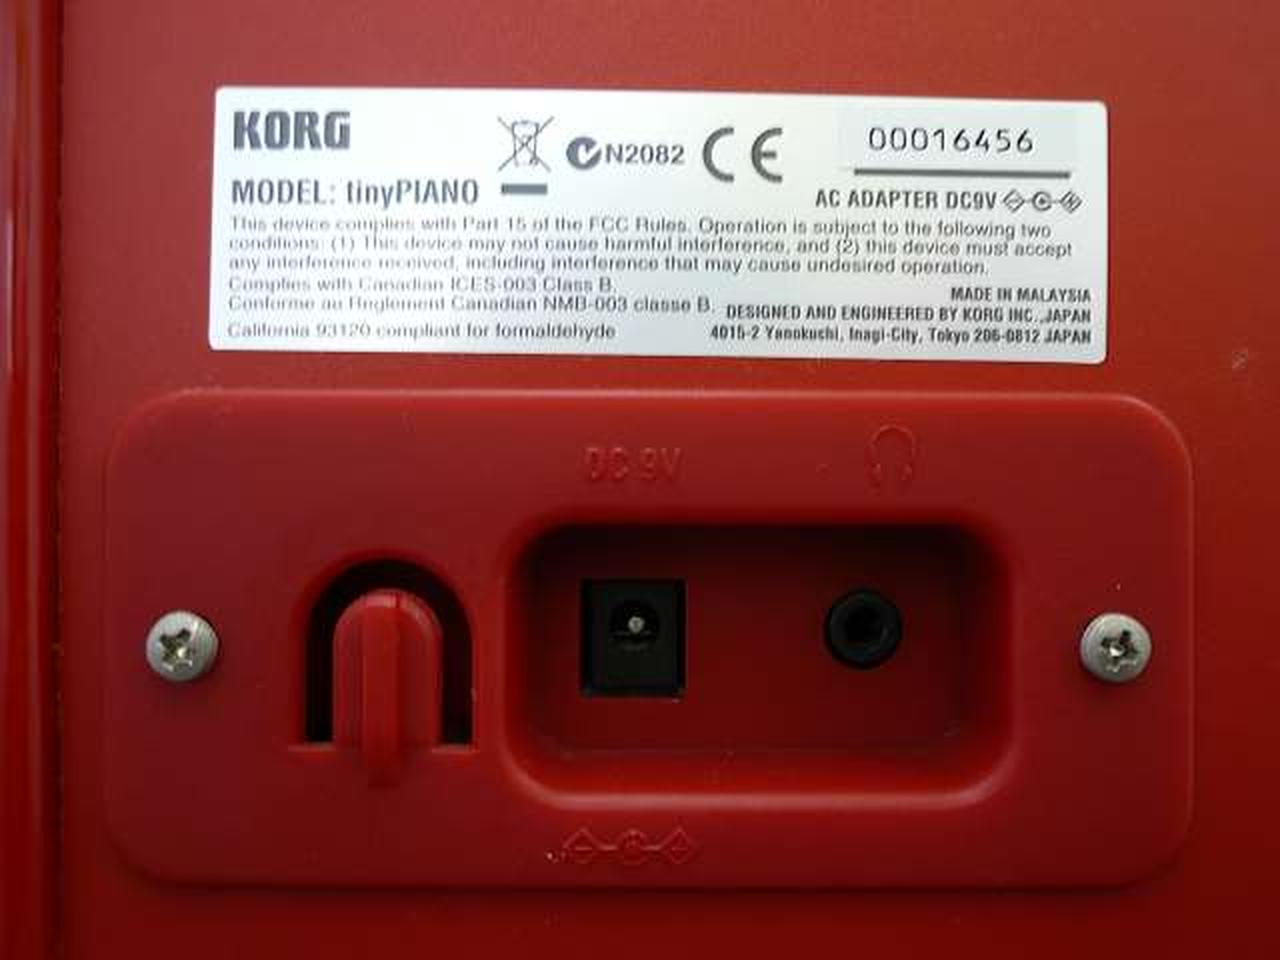 KORG
N2082 CE 00016456
MODEL: tinyPIANO
AC ADAPTER DC9V
This device complies with Part 15 of the FCC Rules. Operation is subject to the following two
conditions: (1) This device may not cause harmful interference, and (2) this device must accept
any interference received, including interference that may cause undesired operation.
Complies with Canadian ICES-003 Class B.
Conforme au Reglement Canadian NMB-003 classe B.
California 93120 compliant for formaldehyde
MADE IN MALAYSIA
DESIGNED AND ENGINEERED BY KORG INC.,JAPAN
4015-2 Yanokuchi, Inagi-City, Tokyo 206-0812 JAPAN
DC 9V